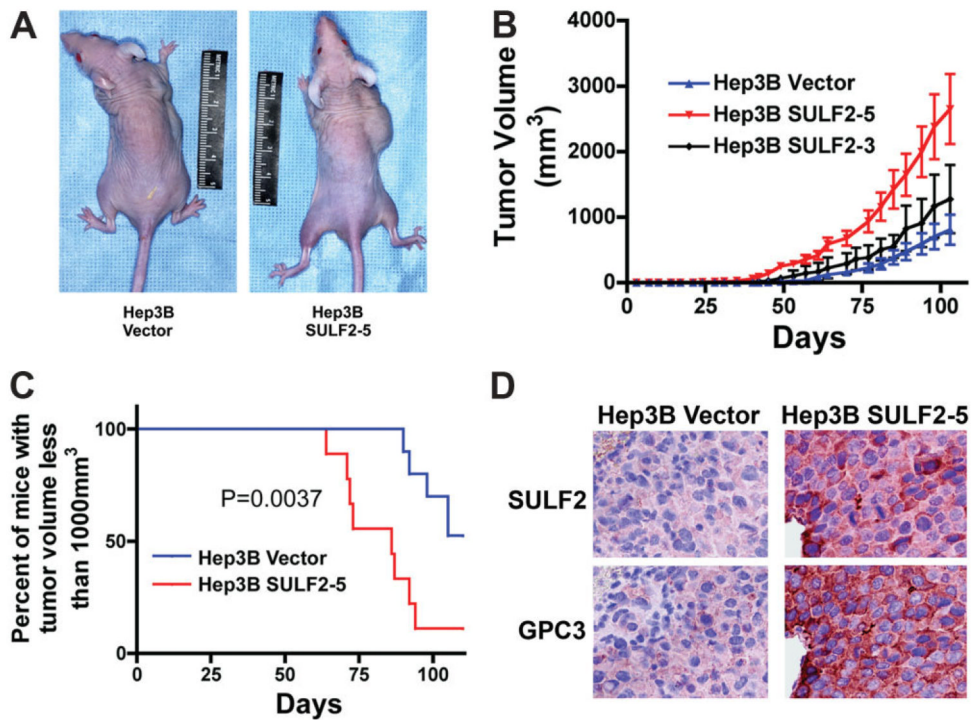 A
Hep3B
Vector
Hep3B
SULF2-5
B
Tumor Volume
(mm³)
4000
3000
2000
1000
0
Hep3B Vector
Hep3B SULF2-5
Hep3B SULF2-3
0
25
50
75
100
Days
C
Percent of mice with
tumor volume less
than 1000mm³
100
50
0
P=0.0037
Hep3B Vector
Hep3B SULF2-5
0
25
50
75
100
Days
D
Hep3B Vector
Hep3B SULF2-5
SULF2
GPC3